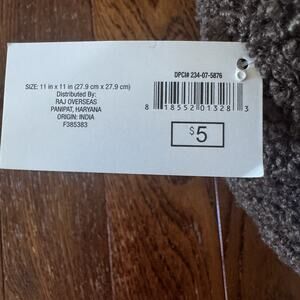 DPCI# 234-07-5876
SIZE: 11 in x 11 in (27.9 cm x 27.9 cm)
Distributed By:
RAJ OVERSEAS
PANIPAT, HARYANA
ORIGIN: INDIA
F385383
8 18552 01328 3
$5